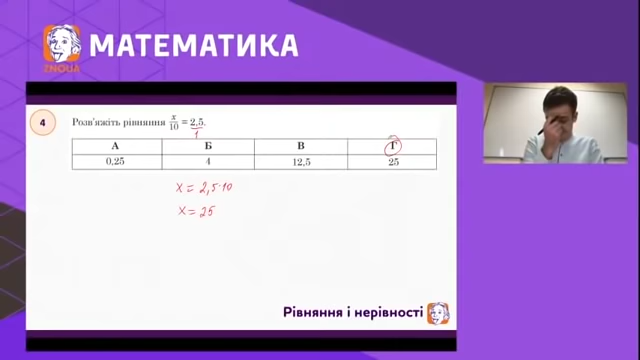 ZNOUA
МАТЕМАТИКА
4
Розв'яжіть рівняння x/10 = 2,5.
1
А Б В Г
0,25 4 12,5 25
x = 2,5·10
x = 25
Рівняння і нерівності